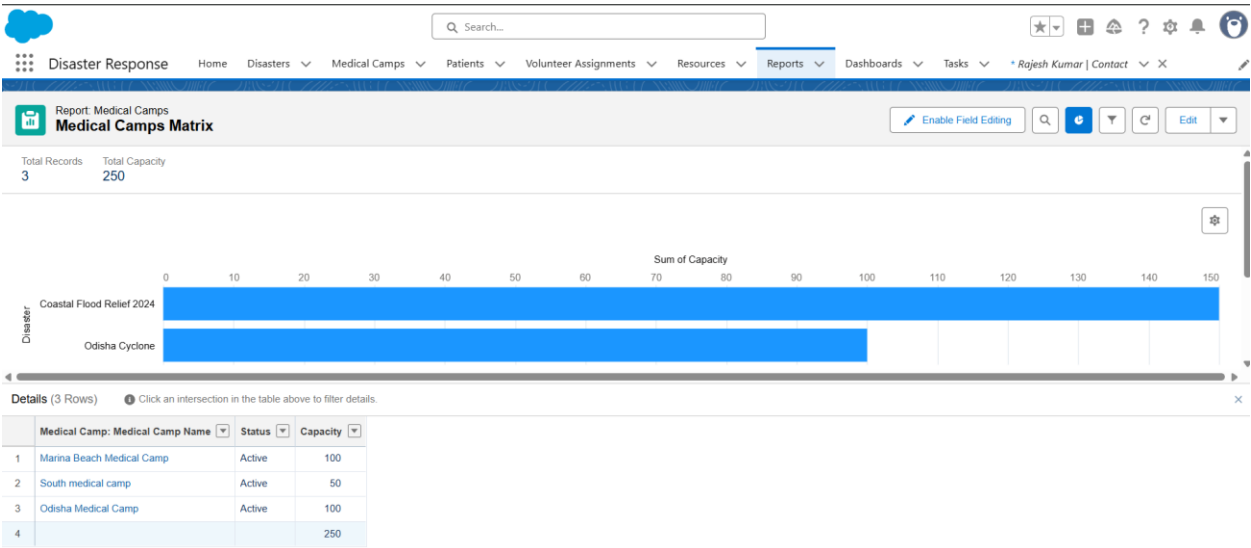 Search...
Disaster Response Home Disasters Medical Camps Patients Volunteer Assignments Resources Reports Dashboards Tasks * Rajesh Kumar | Contact
Report: Medical Camps
Medical Camps Matrix
Enable Field Editing Edit
Total Records Total Capacity
3 250
Sum of Capacity
0 10 20 30 40 50 60 70 80 90 100 110 120 130 140 150
Disaster
Coastal Flood Relief 2024
Odisha Cyclone
Details (3 Rows) Click an intersection in the table above to filter details.
Medical Camp: Medical Camp Name Status Capacity
1 Marina Beach Medical Camp Active 100
2 South medical camp Active 50
3 Odisha Medical Camp Active 100
4 250